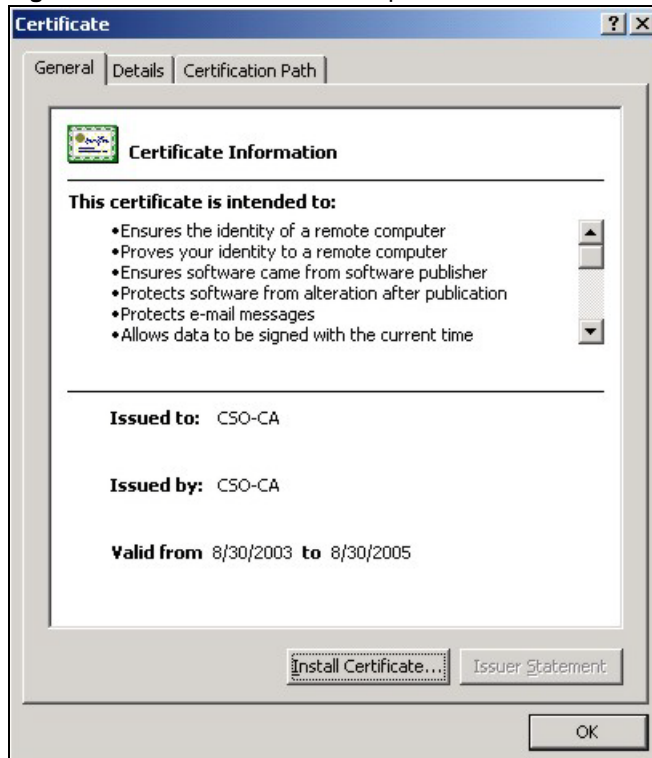 Certificate
General Details Certification Path
Certificate Information
This certificate is intended to:
•Ensures the identity of a remote computer
•Proves your identity to a remote computer
•Ensures software came from software publisher
•Protects software from alteration after publication
•Protects e-mail messages
•Allows data to be signed with the current time
Issued to: CSO-CA
Issued by: CSO-CA
Valid from 8/30/2003 to 8/30/2005
Install Certificate... Issuer Statement
OK